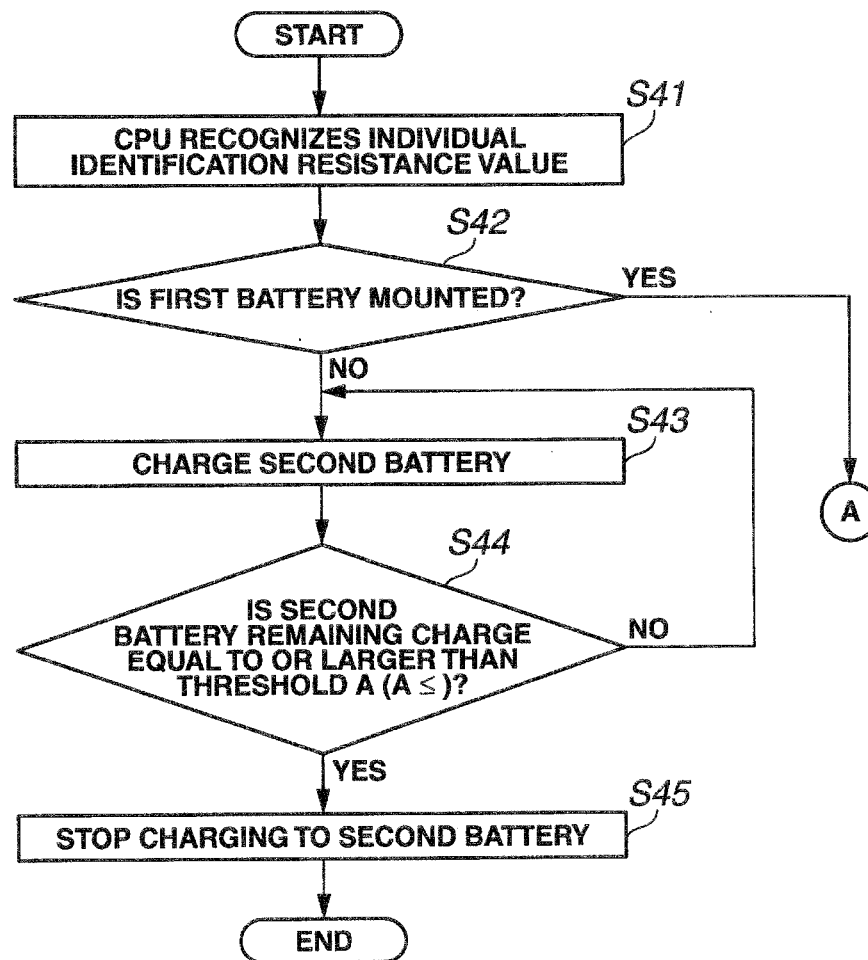 START
S41
CPU RECOGNIZES INDIVIDUAL
IDENTIFICATION RESISTANCE VALUE
S42
IS FIRST BATTERY MOUNTED?
YES
NO
S43
CHARGE SECOND BATTERY
A
S44
IS SECOND
BATTERY REMAINING CHARGE
EQUAL TO OR LARGER THAN
THRESHOLD A (A ≤ )?
NO
YES
S45
STOP CHARGING TO SECOND BATTERY
END